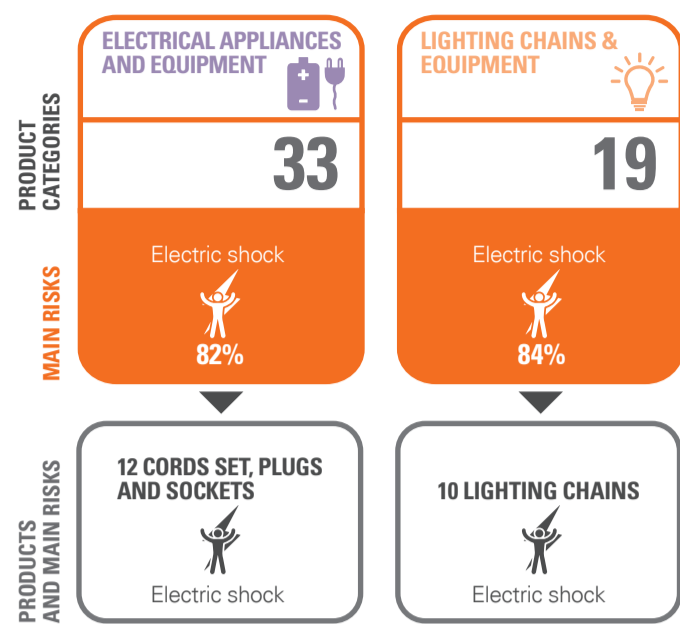 PRODUCT
CATEGORIES
ELECTRICAL APPLIANCES
AND EQUIPMENT
33
LIGHTING CHAINS &
EQUIPMENT
19
MAIN RISKS
Electric shock
82%
Electric shock
84%
PRODUCTS
AND MAIN RISKS
12 CORDS SET, PLUGS
AND SOCKETS
Electric shock
10 LIGHTING CHAINS
Electric shock